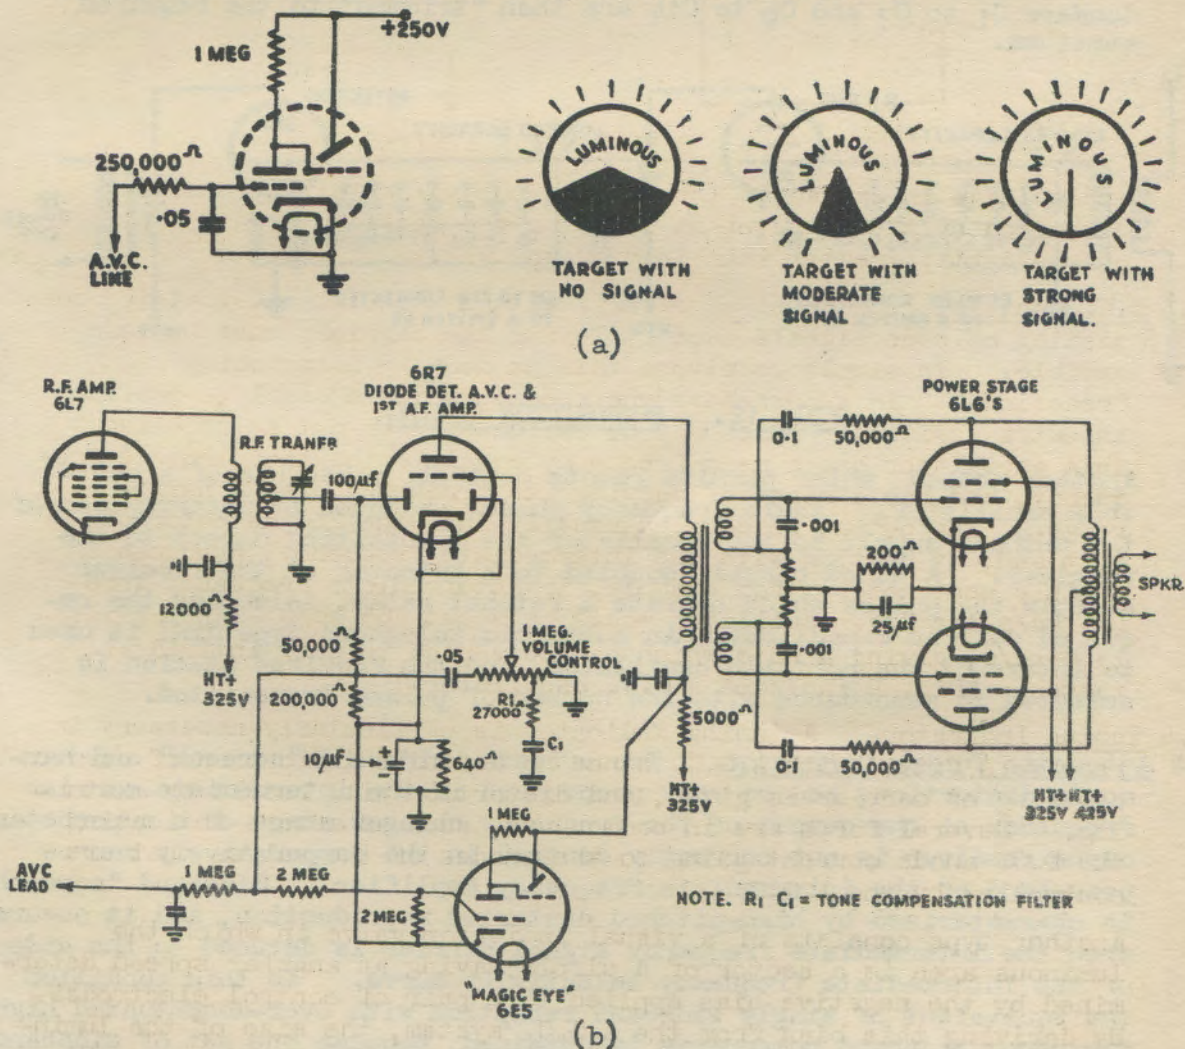 1 MEG
+250V
250,000Ω
.05
A.V.C.
LINE
LUMINOUS
TARGET WITH
NO SIGNAL
LUMINOUS
TARGET WITH
MODERATE
SIGNAL
LUMINOUS
TARGET WITH
STRONG
SIGNAL.
(a)
R.F. AMP.
6L7
R.F. TRANFR
12000Ω
HT+
325V
100μf
6R7
DIODE DET. A.V.C. &
1ST A.F. AMP.
50,000
200,000Ω
.05
1 MEG.
VOLUME
CONTROL
R1
27000Ω
C1
10μF
+
-
640Ω
5000Ω
HT+
325V
POWER STAGE
6L6'S
0.1
50,000Ω
.001
200Ω
25μf
.001
0.1
50,000Ω
SPKR
HT+ HT+
325V 425V
1 MEG
AVC
LEAD
1 MEG
2 MEG
2 MEG
"MAGIC EYE"
6E5
NOTE. R1 C1 = TONE COMPENSATION FILTER
(b)